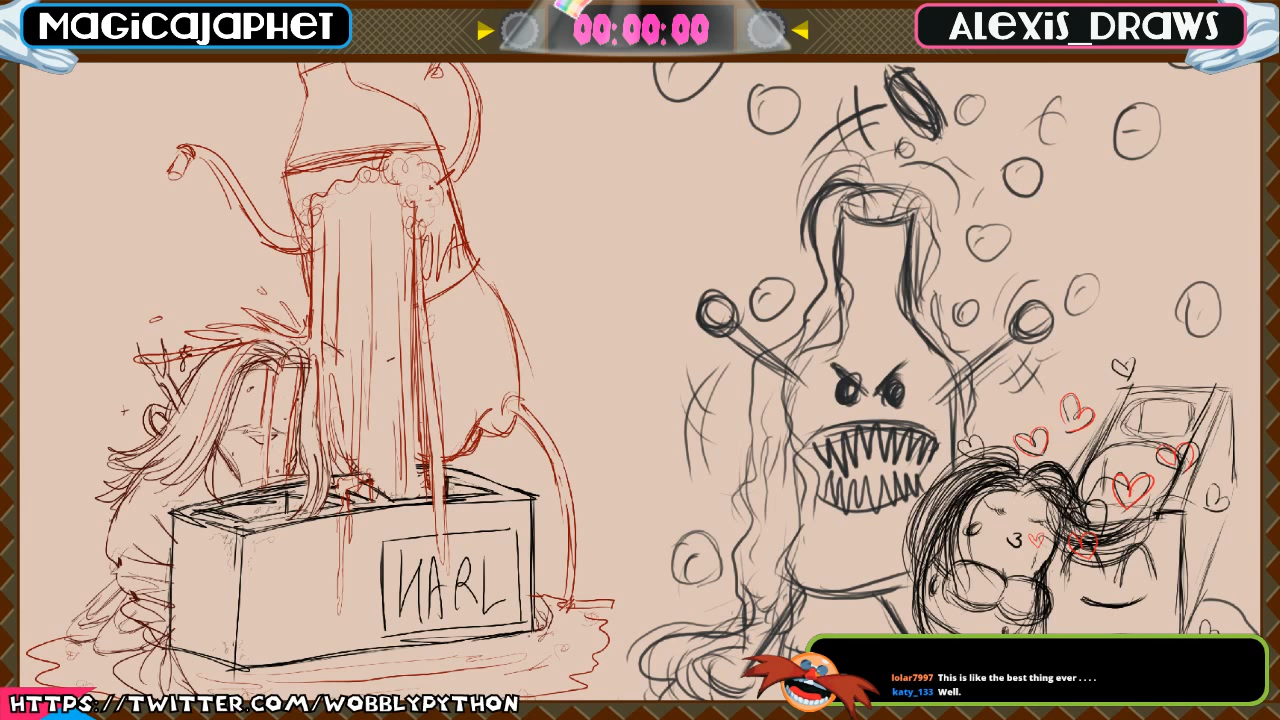 MAGICAJAPHET
00:00:00
ALEXIS_DRAWS
OLA
NARL
lolar7997 This is like the best thing ever . . . .
katy_133 Well.
HTTPS://TWITTER.COM/WOBBLYPYTHON